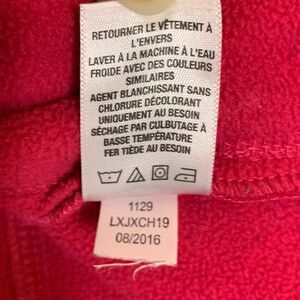 RETOURNER LE VÊTEMENT À
L'ENVERS
LAVER À LA MACHINE À L'EAU
FROIDE AVEC DES COULEURS
SIMILAIRES
AGENT BLANCHISSANT SANS
CHLORURE DÉCOLORANT
UNIQUEMENT AU BESOIN
SÉCHAGE PAR CULBUTAGE À
BASSE TEMPÉRATURE
FER TIÈDE AU BESOIN
1129
LXJXCH19
08/2016